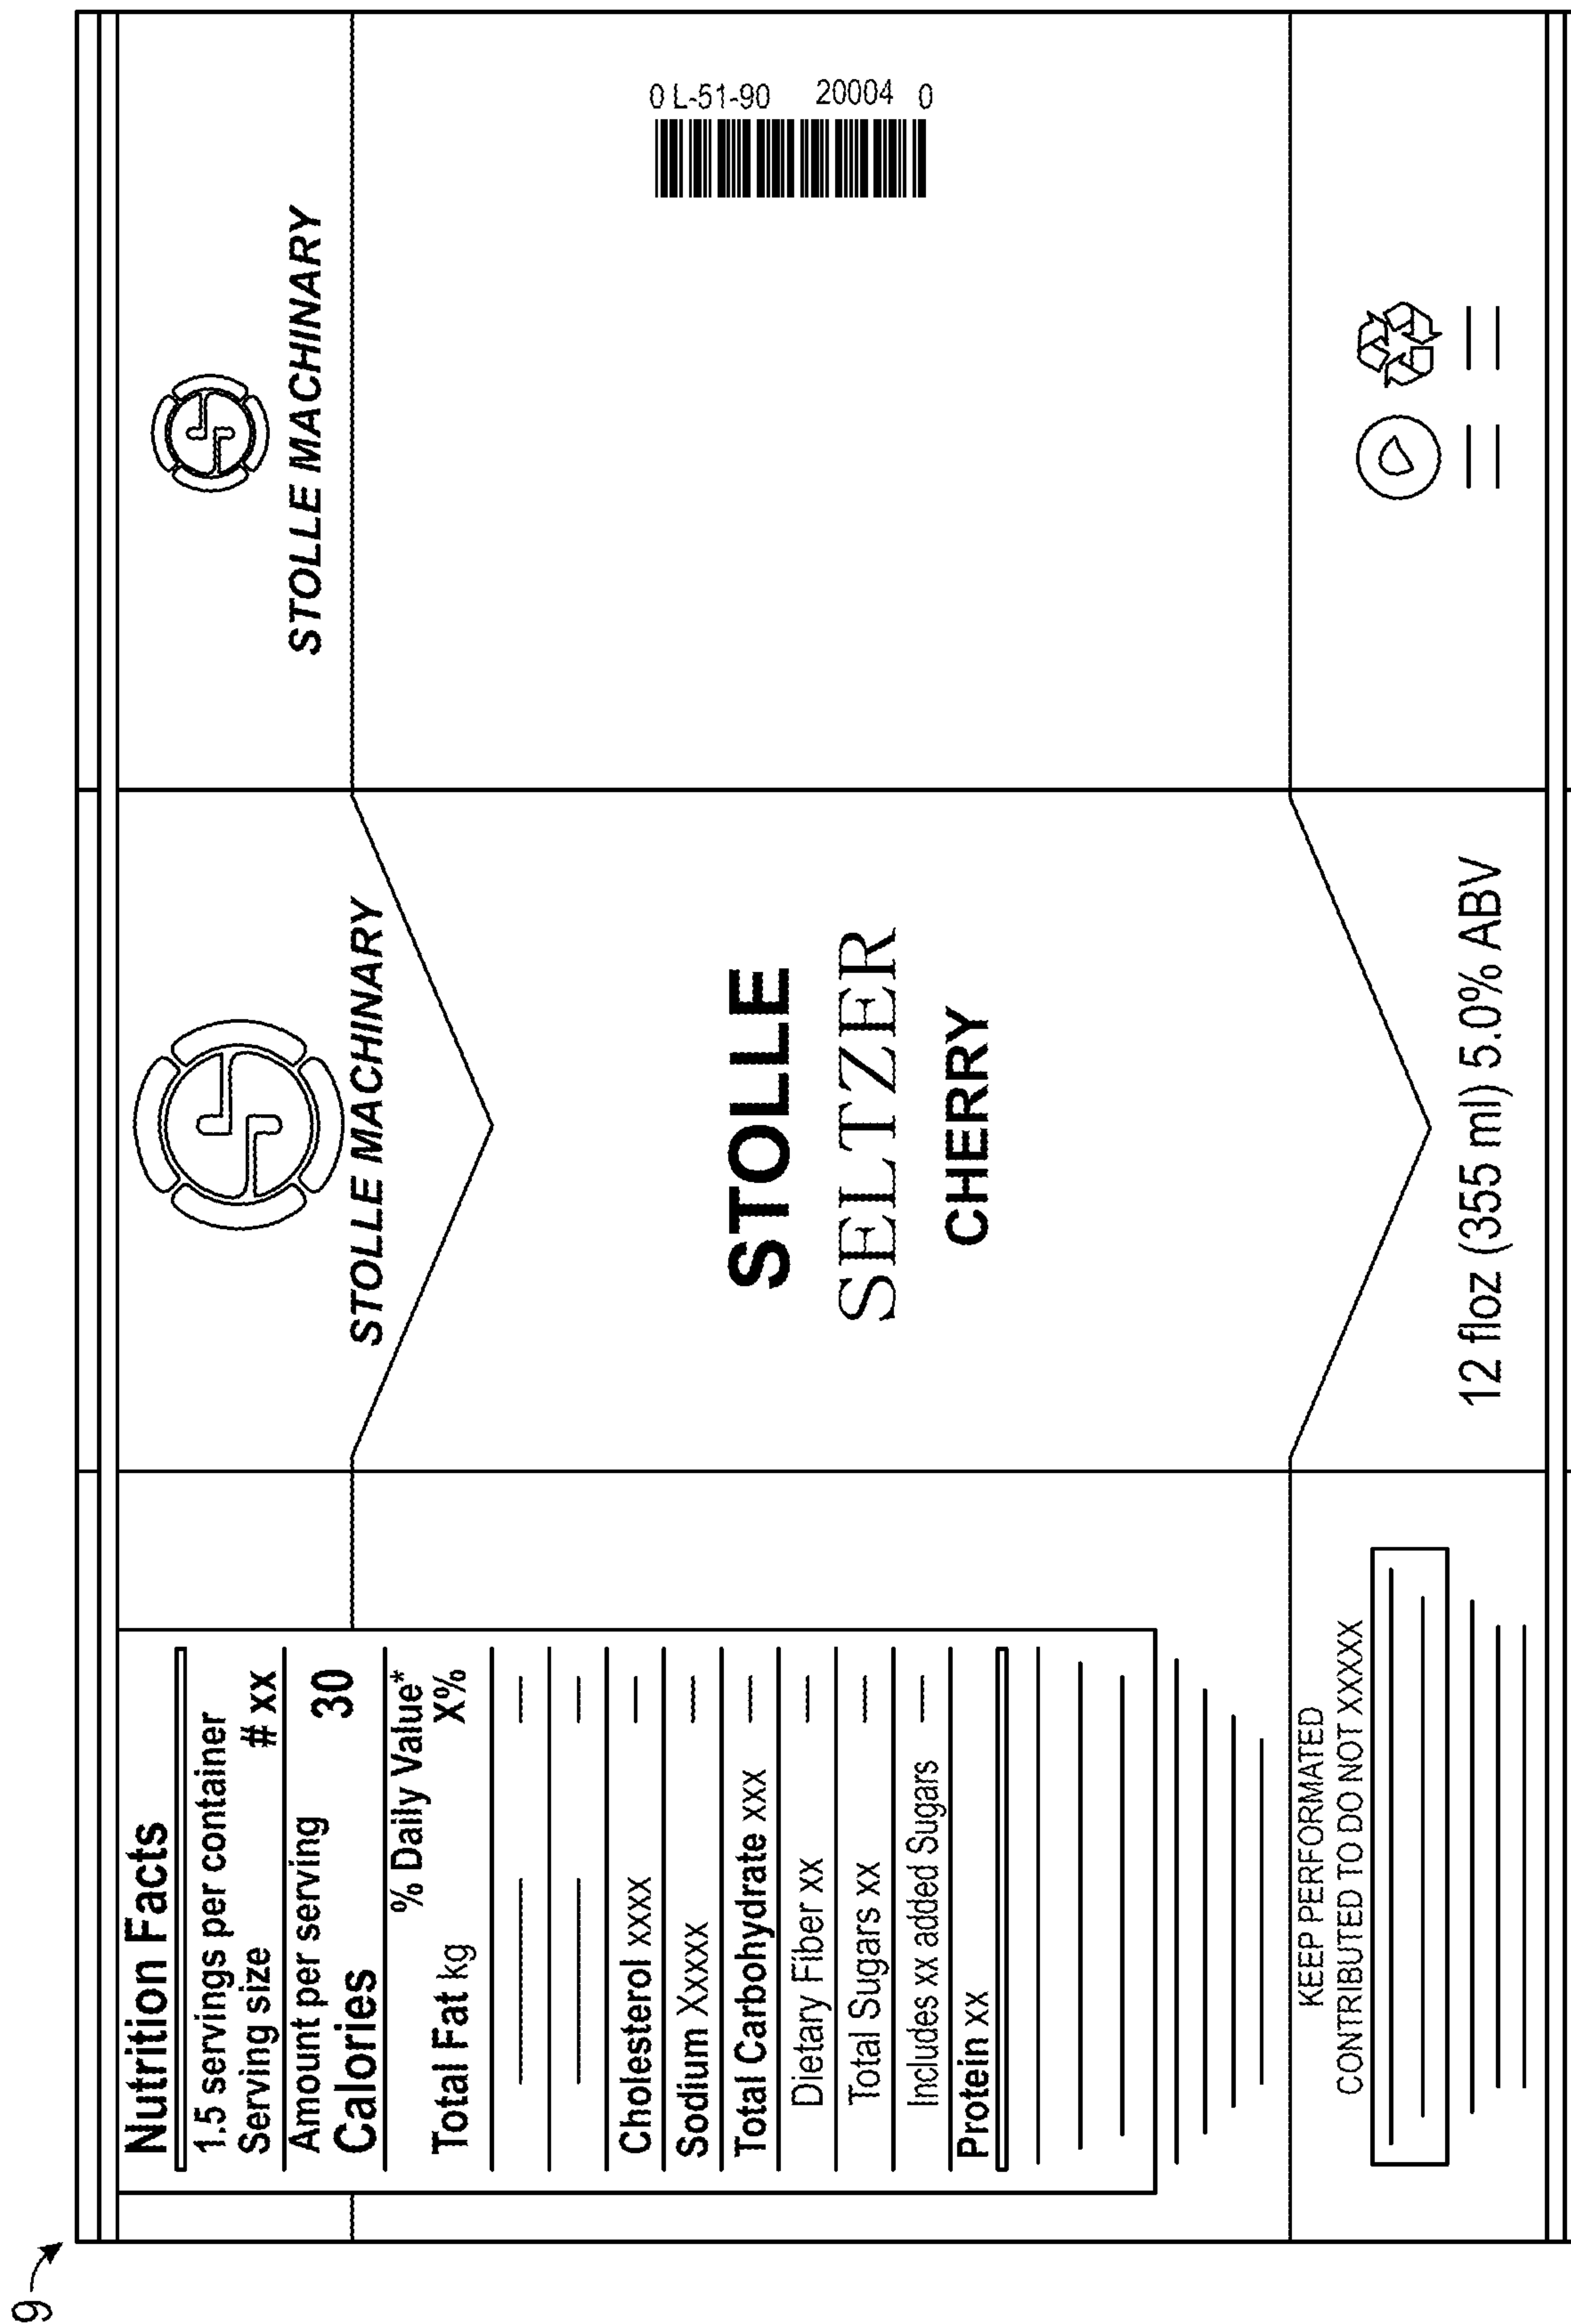 9
Nutrition Facts
1.5 servings per container
Serving size # xx
Amount per serving
Calories 30
% Daily Value*
Total Fat kg X%
Cholesterol xxxx
Sodium Xxxxx
Total Carbohydrate xxx
Dietary Fiber xx
Total Sugars xx
Includes xx added Sugars
Protein xx
KEEP PERFORMATED
CONTRIBUTED TO DO NOT XXXXX
STOLLE MACHINARY
STOLLE
SELTZER
CHERRY
12 floz (355 ml) 5.0% ABV
STOLLE MACHINARY
0 L-51-90 20004 0